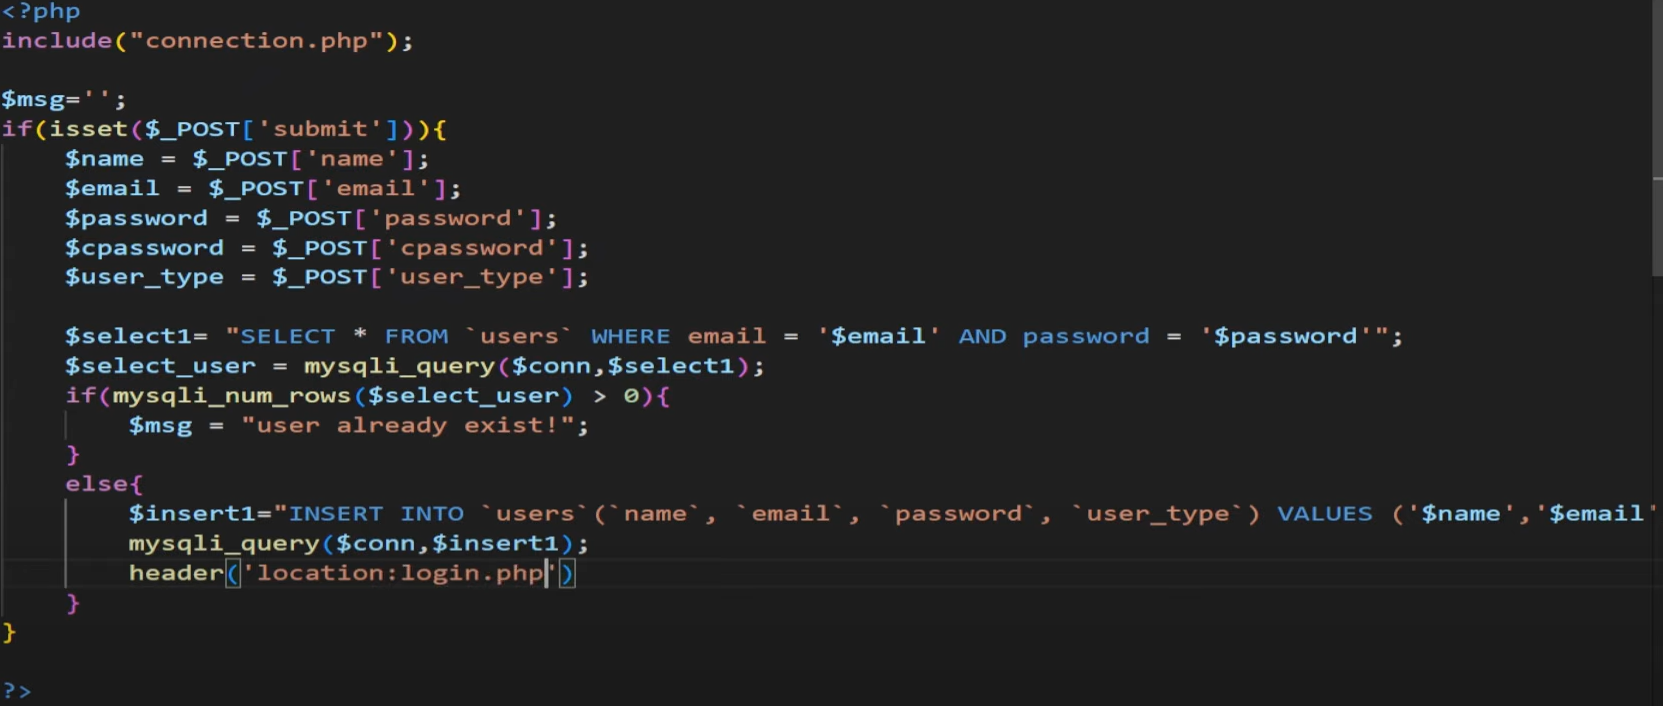 <?php
include("connection.php");
$msg='';
if(isset($_POST['submit'])){
$name = $_POST['name'];
$email = $_POST['email'];
$password = $_POST['password'];
$cpassword = $_POST['cpassword'];
$user_type = $_POST['user_type'];
$select1= "SELECT * FROM `users` WHERE email = '$email' AND password = '$password'";
$select_user = mysqli_query($conn,$select1);
if(mysqli_num_rows($select_user) > 0){
$msg = "user already exist!";
}
else{
$insert1="INSERT INTO `users`(`name`, `email`, `password`, `user_type`) VALUES ('$name','$email'
mysqli_query($conn,$insert1);
header('location:login.php')
}
}
?>